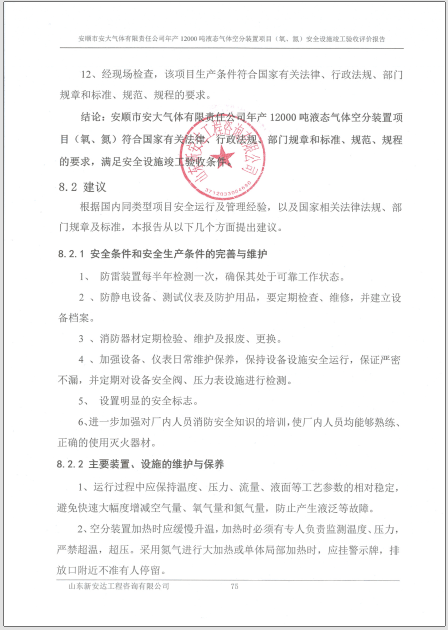 安顺市安大气体有限责任公司年产 12000 吨液态气体空分装置项目（氧、氮）安全设施竣工验收评价报告
12、经现场检查，该项目生产条件符合国家有关法律、行政法规、部门
规章和标准、规范、规程的要求。
结论：安顺市安大气体有限责任公司年产 12000 吨液态气体空分装置项
目（氧、氮）符合国家有关法律、行政法规、部门规章和标准、规范、规程
的要求，满足安全设施竣工验收条件。
8.2 建议
根据国内同类型项目安全运行及管理经验，以及国家相关法律法规、部
门规章及标准，本报告从以下几个方面提出建议。
8.2.1 安全条件和安全生产条件的完善与维护
1、 防雷装置每半年检测一次，确保其处于可靠工作状态。
2 、防静电设备、测试仪表及防护用品，要定期检查、维修，并建立设
备档案。
3 、消防器材定期检验、维护及报废、更换。
4 、加强设备、仪表日常维护保养，保持设备设施安全运行，保证严密
不漏，并定期对设备安全阀、压力表设施进行检测。
5、 设置明显的安全标志。
6、进一步加强对厂内人员消防安全知识的培训，使厂内人员均能够熟练、
正确的使用灭火器材。
8.2.2 主要装置、设施的维护与保养
1、运行过程中应保持温度、压力、流量、液面等工艺参数的相对稳定，
避免快速大幅度增减空气量、氧气量和氮气量，防止产生液泛等故障。
2、空分装置加热时应缓慢升温，加热时必须有专人负责监测温度、压力，
严禁超温，超压。采用氮气进行大加热或单体局部加热时，应挂警示牌，排
放口附近不准有人停留。
山东新安达工程咨询有限公司 75